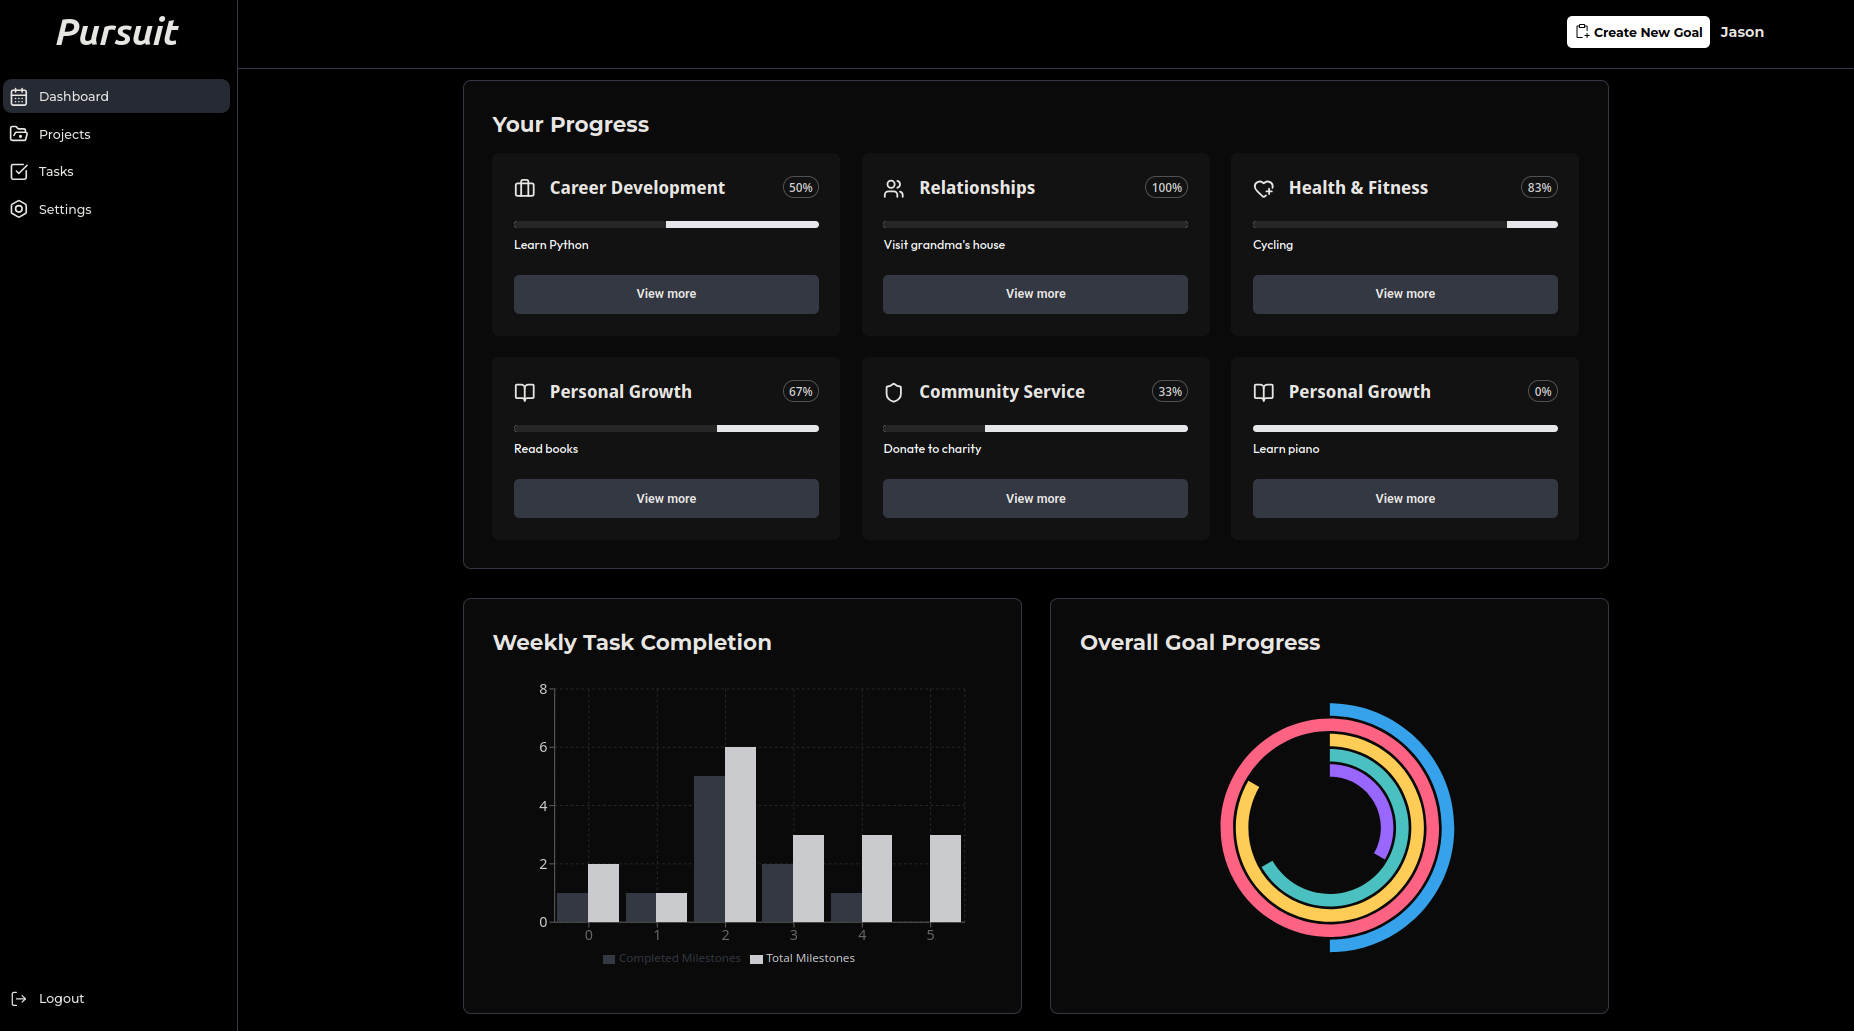 Pursuit
Create New Goal
Jason
Dashboard
Projects
Tasks
Settings
Logout
Your Progress
Career Development 50%
Learn Python
View more
Relationships 100%
Visit grandma's house
View more
Health & Fitness 83%
Cycling
View more
Personal Growth 67%
Read books
View more
Community Service 33%
Donate to charity
View more
Personal Growth 0%
Learn piano
View more
Weekly Task Completion
8
6
4
2
0
0 1 2 3 4 5
Completed Milestones Total Milestones
Overall Goal Progress